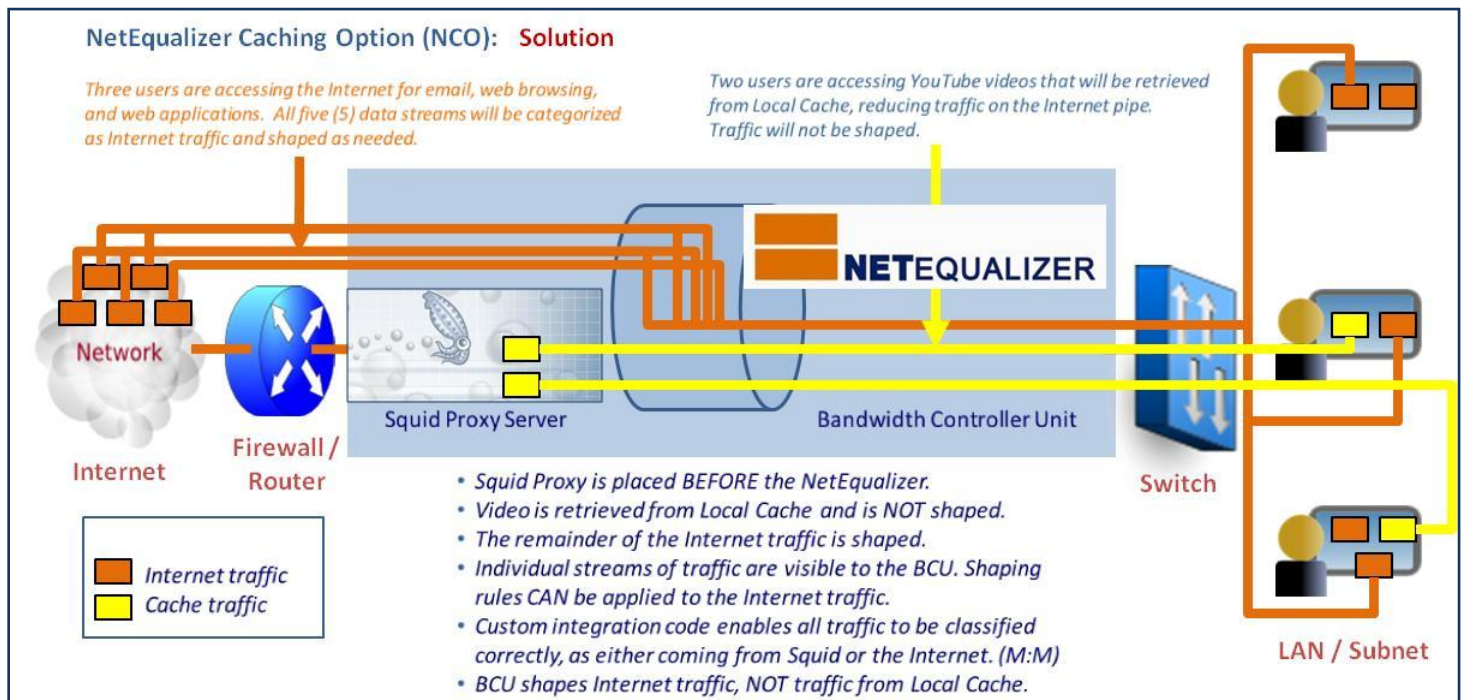 NetEqualizer Caching Option (NCO): Solution
Three users are accessing the Internet for email, web browsing,
and web applications. All five (5) data streams will be categorized
as Internet traffic and shaped as needed.
Two users are accessing YouTube videos that will be retrieved
from Local Cache, reducing traffic on the Internet pipe.
Traffic will not be shaped.
NETEQUALIZER
Network
Squid Proxy Server
Bandwidth Controller Unit
Internet
Firewall /
Router
Switch
LAN / Subnet
• Squid Proxy is placed BEFORE the NetEqualizer.
• Video is retrieved from Local Cache and is NOT shaped.
• The remainder of the Internet traffic is shaped.
• Individual streams of traffic are visible to the BCU. Shaping
rules CAN be applied to the Internet traffic.
• Custom integration code enables all traffic to be classified
correctly, as either coming from Squid or the Internet. (M:M)
• BCU shapes Internet traffic, NOT traffic from Local Cache.
Internet traffic
Cache traffic